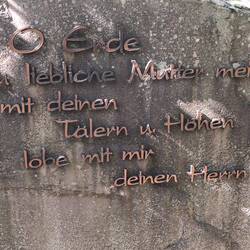 O Erde
liebliche Mutter mei
mit deinen
Tälern u. Höhen
lobe mit mir
deinen Herrn